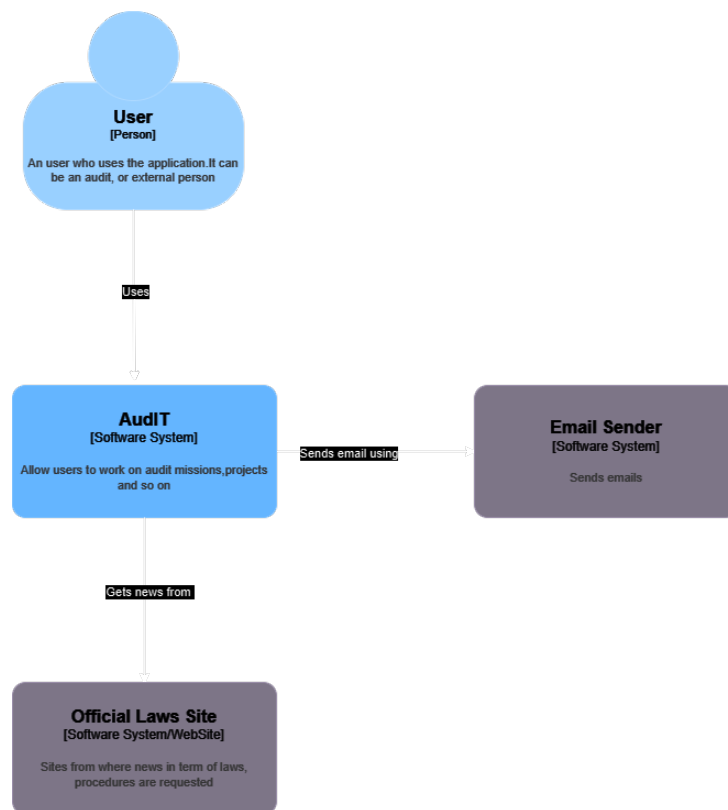 User
[Person]
An user who uses the application.It can
be an audit, or external person
Uses
AudIT
[Software System]
Allow users to work on audit missions,projects
and so on
Sends email using
Email Sender
[Software System]
Sends emails
Gets news from
Official Laws Site
[Software System/WebSite]
Sites from where news in term of laws,
procedures are requested